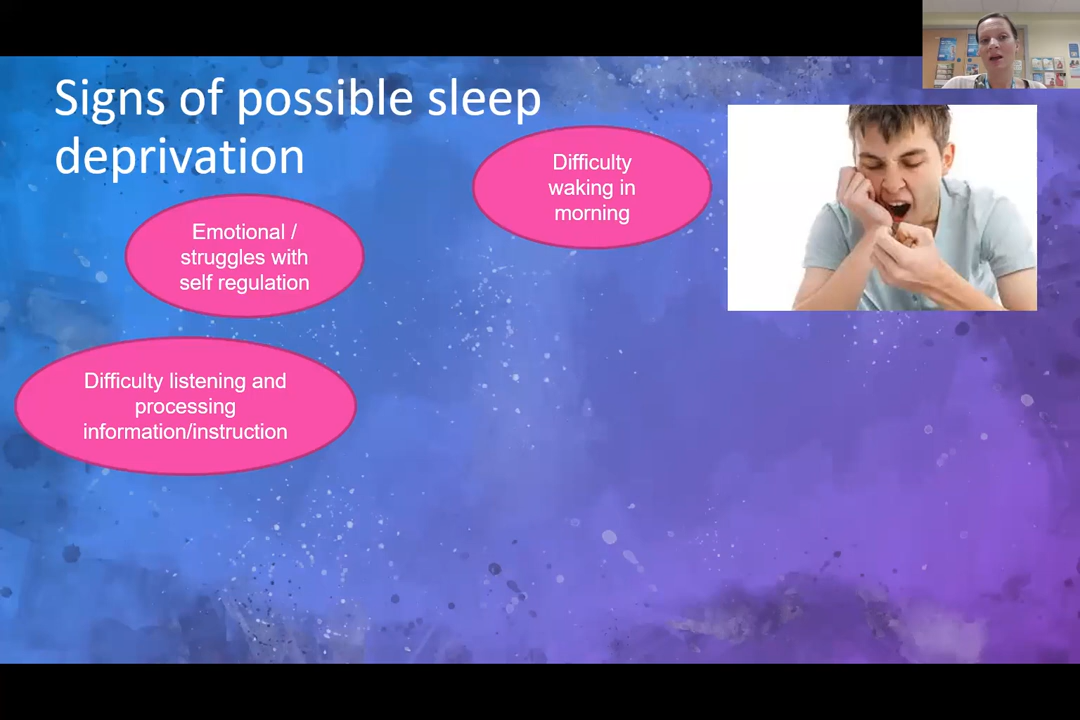 Signs of possible sleep
deprivation
Difficulty
waking in
morning
Emotional /
struggles with
self regulation
Difficulty listening and
processing
information/instruction